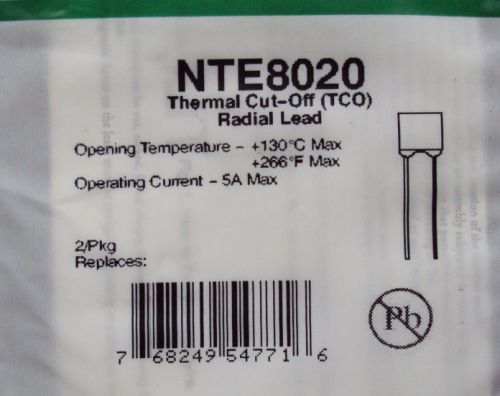 NTE8020
Thermal Cut-Off (TCO)
Radial Lead
Opening Temperature - +130°C Max
+266°F Max
Operating Current - 5A Max
2/Pkg
Replaces:
Pb
7 68249 54771 6